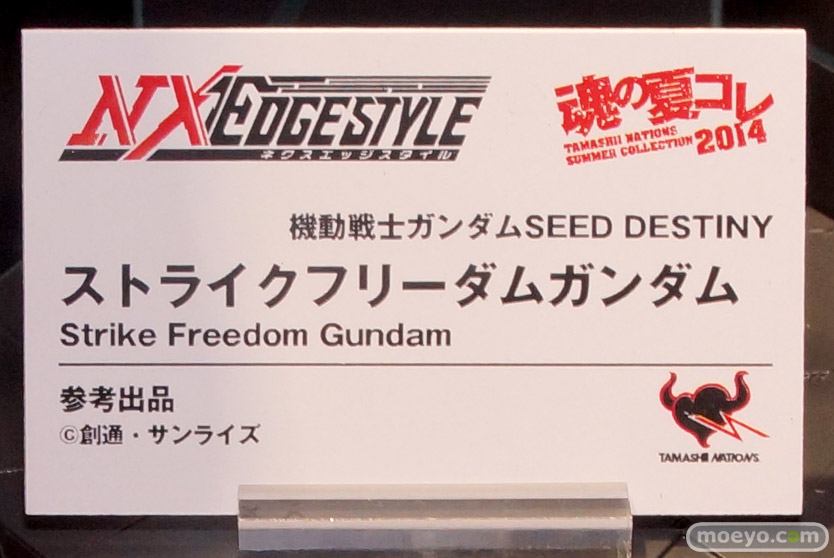 NXEDGESTYLE
ネクスエッジスタイル
魂の夏コレ
TAMASHII NATIONS
SUMMER COLLECTION 2014
機動戦士ガンダムSEED DESTINY
ストライクフリーダムガンダム
Strike Freedom Gundam
参考出品
©創通・サンライズ
TAMASHII NATIONS
moeyo.com